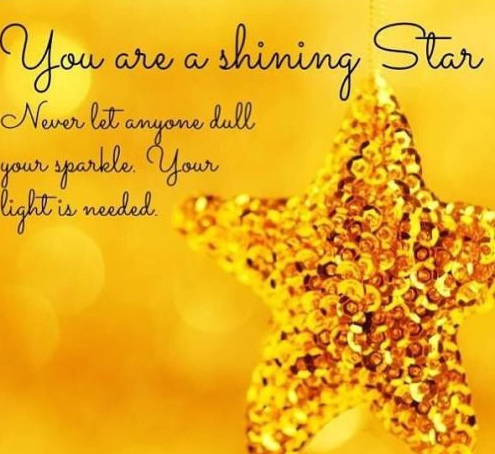 You are a shining Star
Never let anyone dull
your sparkle. Your
light is needed.